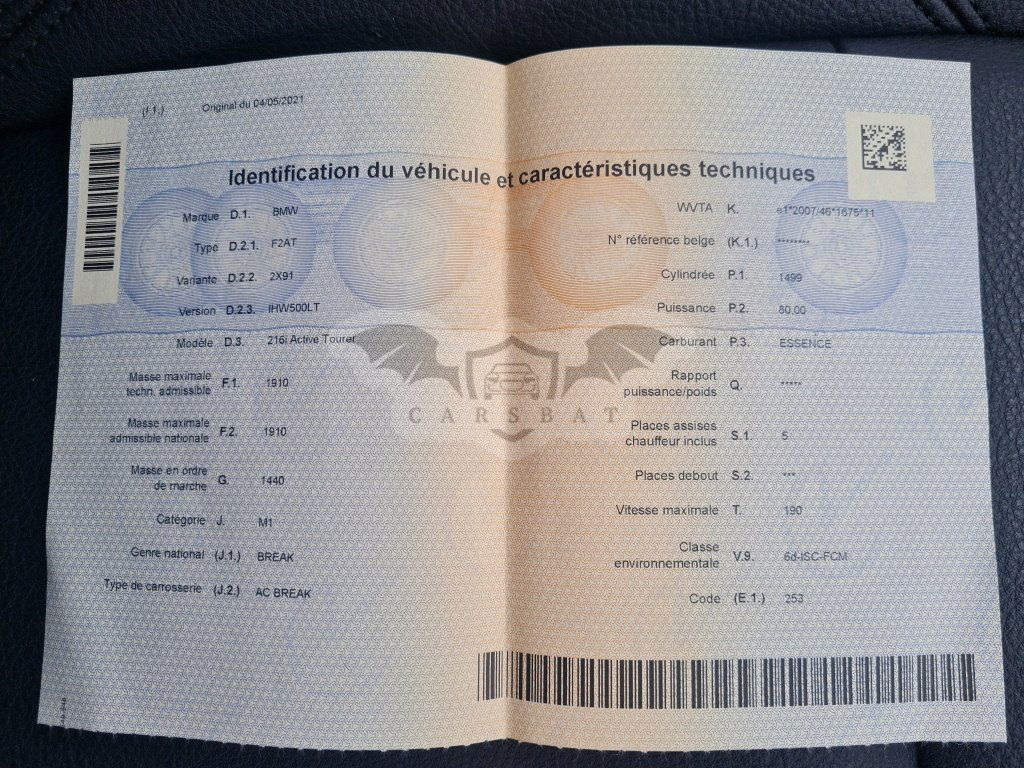 (I.1.) Original du 04/05/2021
Identification du véhicule et caractéristiques techniques
Marque D.1. BMW
Type D.2.1. F2AT
Variante D.2.2. 2X91
Version D.2.3. IHW500LT
Modèle D.3. 216i Active Tourer
Masse maximale
techn. admissible F.1. 1910
Masse maximale
admissible nationale F.2. 1910
Masse en ordre
de marche G. 1440
Catégorie J. M1
Genre national (J.1.) BREAK
Type de carrosserie (J.2.) AC BREAK
WVTA K. e1*2007/46*1675*11
N° référence belge (K.1.) ********
Cylindrée P.1. 1499
Puissance P.2. 80.00
Carburant P.3. ESSENCE
Rapport
puissance/poids Q. *****
Places assises
chauffeur inclus S.1. 5
Places debout S.2. ***
Vitesse maximale T. 190
Classe
environnementale V.9. 6d-ISC-FCM
Code (E.1.) 253
CARSBAT